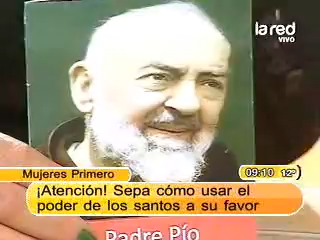 la red
vivo
Mujeres Primero
09:10 12º
¡Atención! Sepa cómo usar el
poder de los santos a su favor
Padre Pío